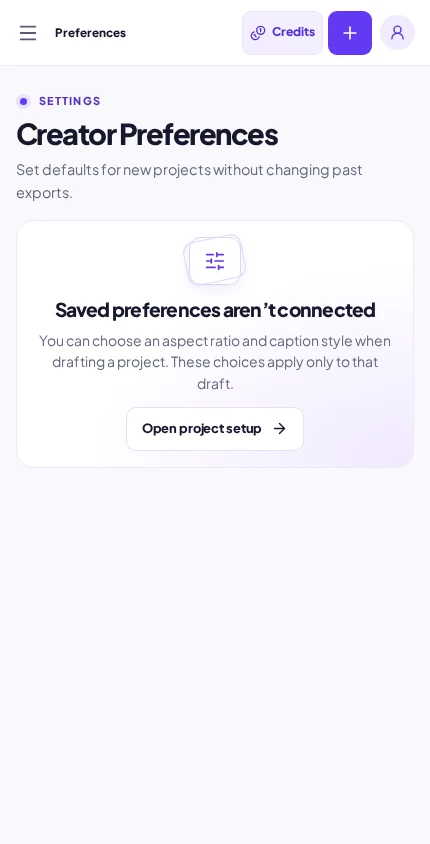 Preferences
Credits
SETTINGS
Creator Preferences
Set defaults for new projects without changing past
exports.
Saved preferences aren’t connected
You can choose an aspect ratio and caption style when
drafting a project. These choices apply only to that
draft.
Open project setup